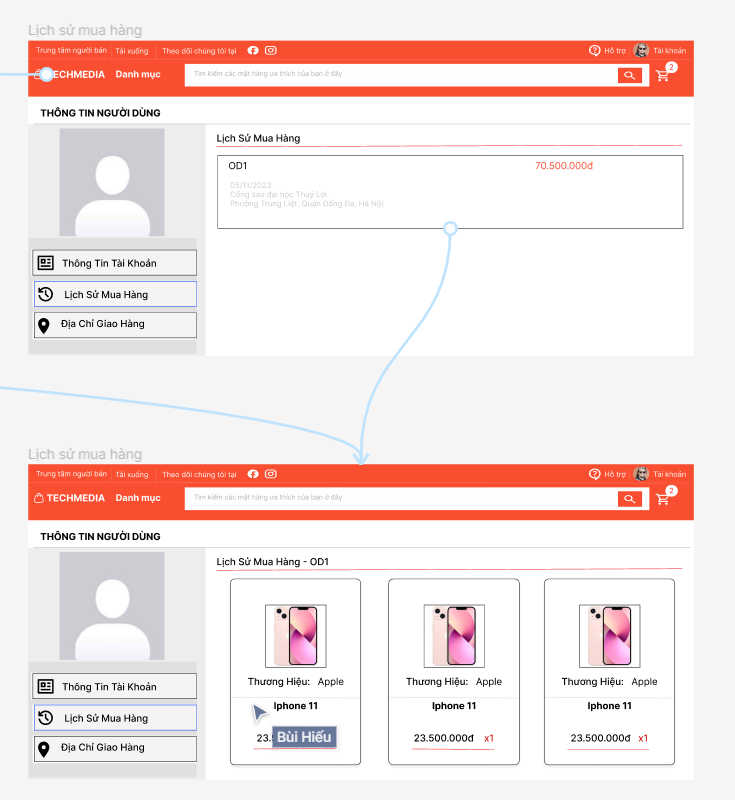 Lịch sử mua hàng
Trung tâm người bán Tải xuống Theo dõi chúng tôi tại Hỗ trợ Tài khoản
ECHMEDIA Danh mục Tìm kiếm các mặt hàng ưa thích của bạn ở đây 2
THÔNG TIN NGƯỜI DÙNG
Lịch Sử Mua Hàng
OD1 70.500.000đ
05/11/2023
Cổng sau đại học Thuỷ Lợi
Phường Trung Liệt, Quận Đống Đa, Hà Nội
Thông Tin Tài Khoản
Lịch Sử Mua Hàng
Địa Chỉ Giao Hàng
Lịch sử mua hàng
Trung tâm người bán Tải xuống Theo dõi chúng tôi tại Hỗ trợ Tài khoản
TECHMEDIA Danh mục Tìm kiếm các mặt hàng ưa thích của bạn ở đây 2
THÔNG TIN NGƯỜI DÙNG
Lịch Sử Mua Hàng - OD1
Thương Hiệu: Apple Thương Hiệu: Apple Thương Hiệu: Apple
Iphone 11 Iphone 11 Iphone 11
23. Bùi Hiếu 23.500.000đ x1 23.500.000đ x1
Thông Tin Tài Khoản
Lịch Sử Mua Hàng
Địa Chỉ Giao Hàng